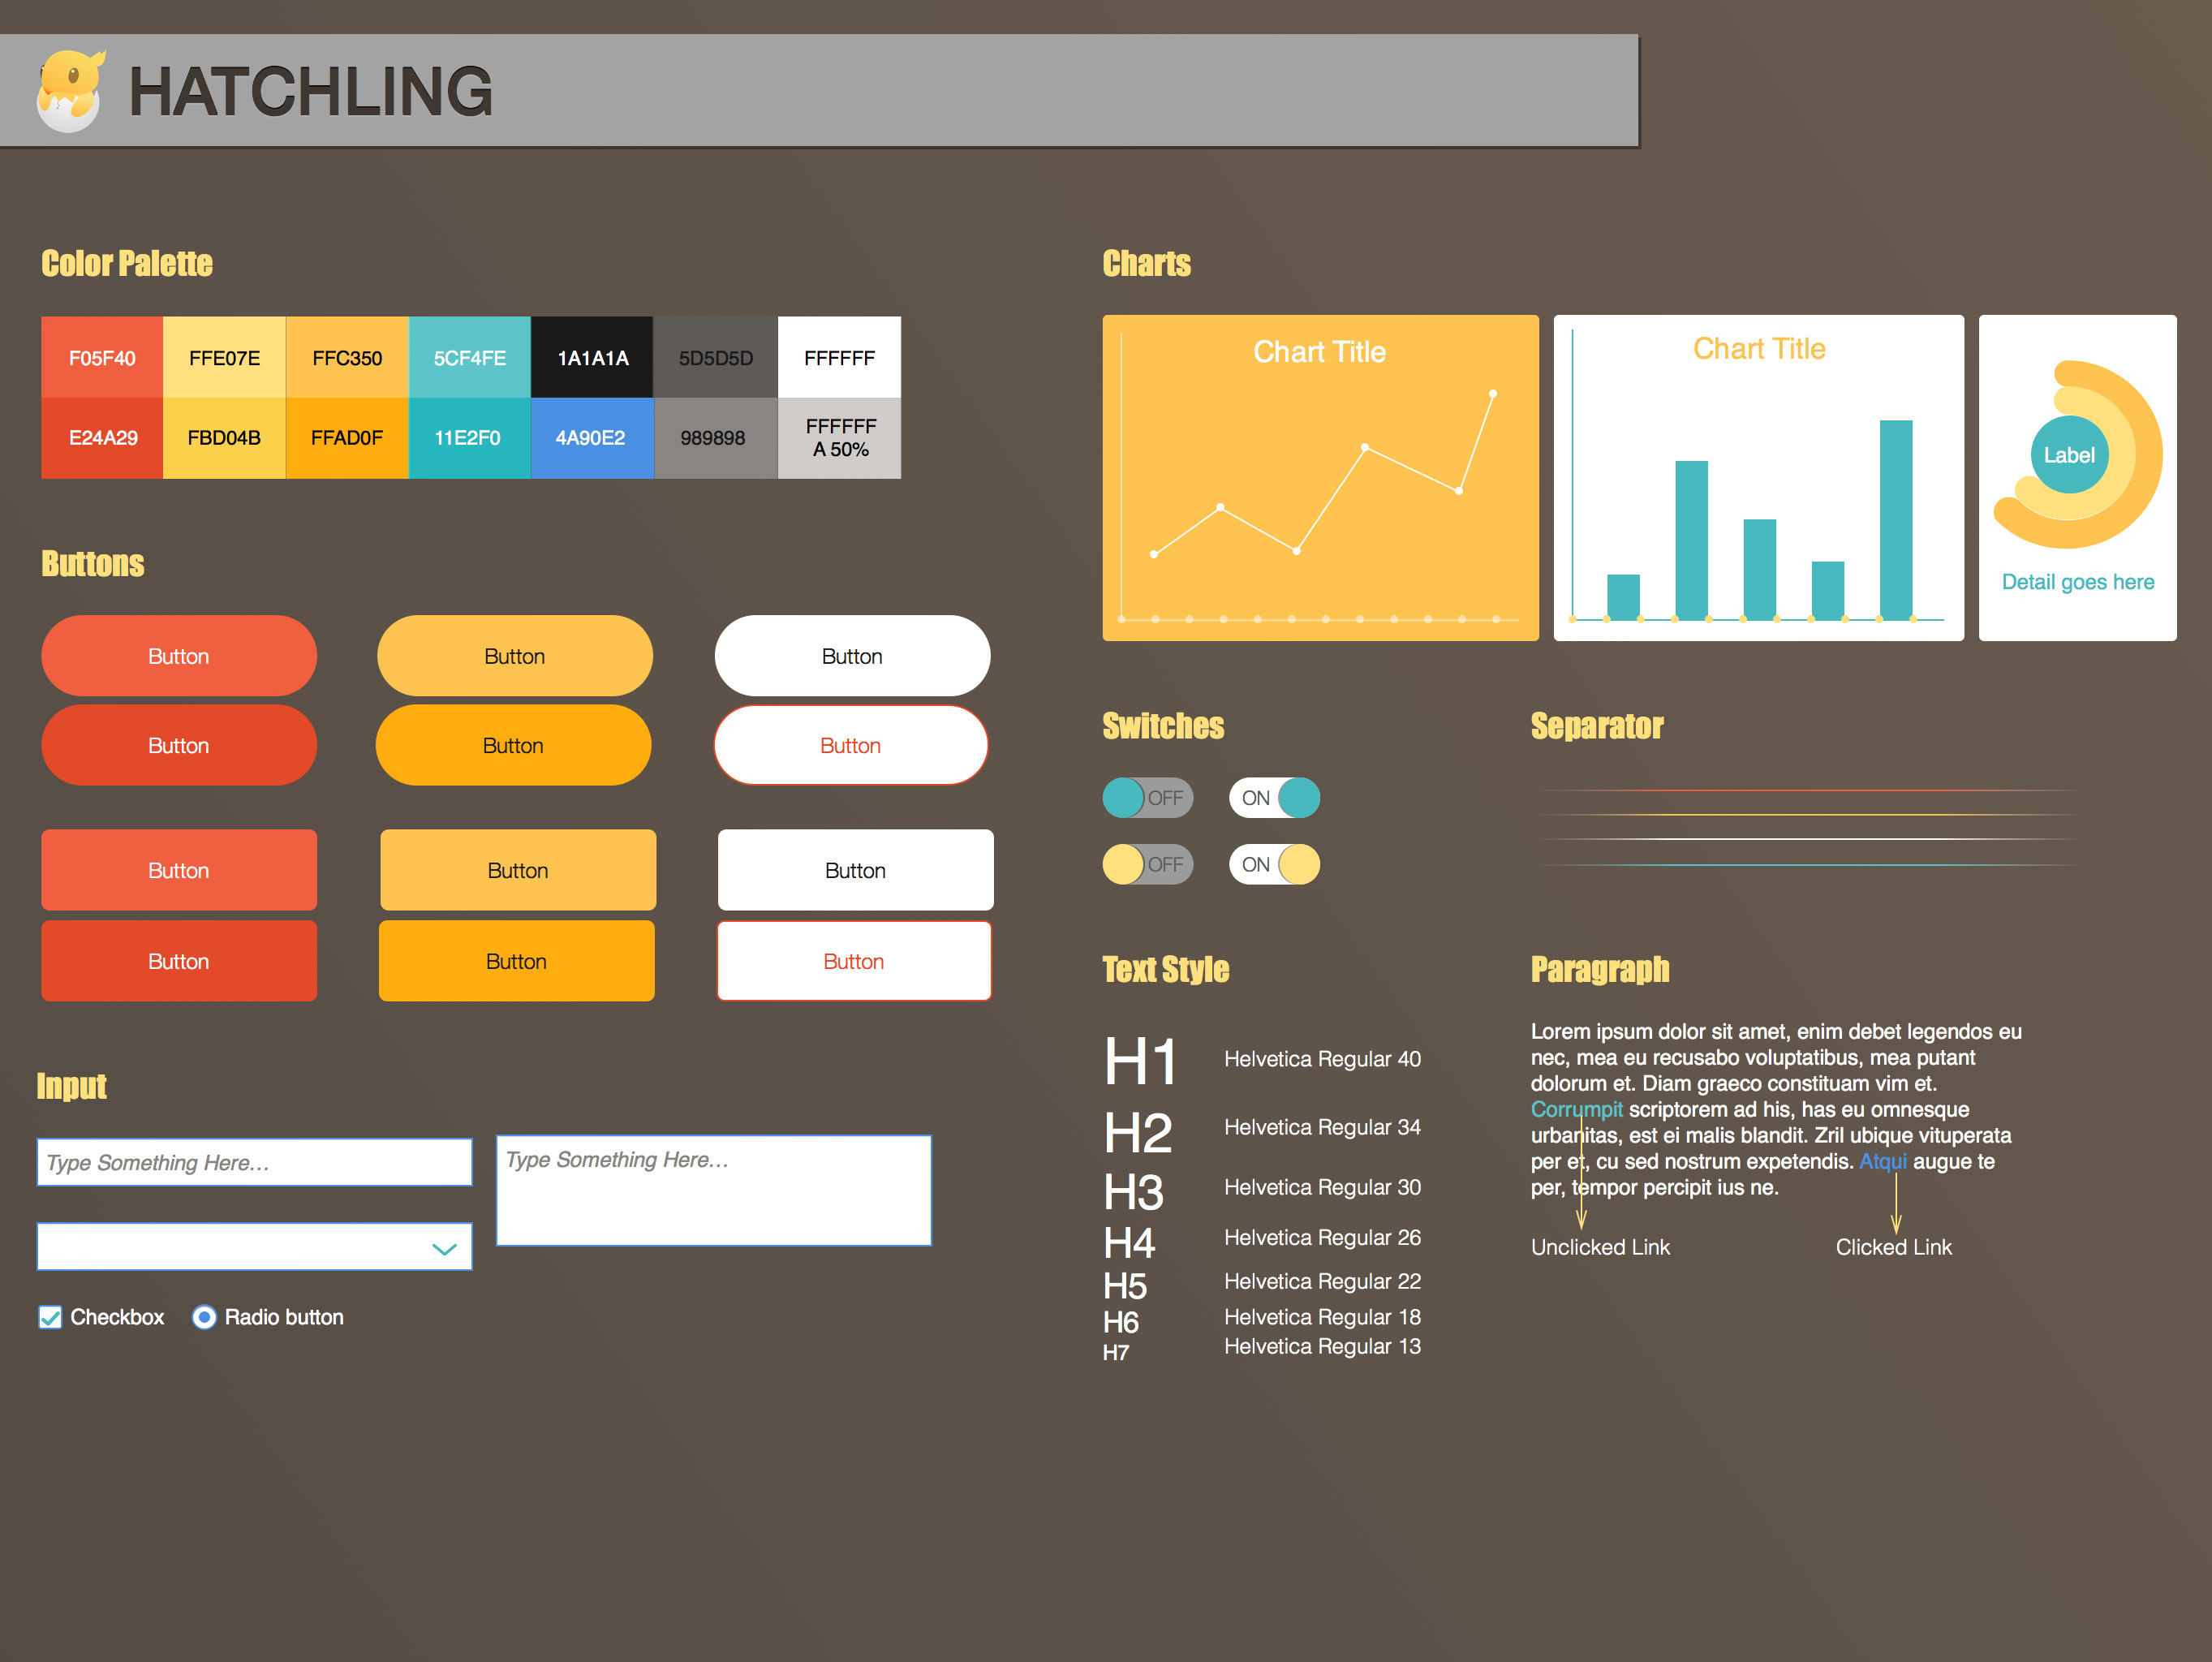 HATCHLING
Color Palette
F05F40
FFE07E
FFC350
5CF4FE
1A1A1A
5D5D5D
FFFFFF
E24A29
FBD04B
FFAD0F
11E2F0
4A90E2
989898
FFFFFF
A 50%
Buttons
Button
Button
Button
Button
Button
Button
Button
Button
Button
Button
Button
Button
Input
Type Something Here...
Type Something Here...
Checkbox
Radio button
Charts
Chart Title
Chart Title
Label
Detail goes here
Switches
OFF
ON
OFF
ON
Separator
Text Style
H1 Helvetica Regular 40
H2 Helvetica Regular 34
H3 Helvetica Regular 30
H4 Helvetica Regular 26
H5 Helvetica Regular 22
H6 Helvetica Regular 18
H7 Helvetica Regular 13
Paragraph
Lorem ipsum dolor sit amet, enim debet legendos eu
nec, mea eu recusabo voluptatibus, mea putant
dolorum et. Diam graeco constituam vim et.
Corrumpit scriptorem ad his, has eu omnesque
urbanitas, est ei malis blandit. Zril ubique vituperata
per et, cu sed nostrum expetendis. Atqui augue te
per, tempor percipit ius ne.
Unclicked Link
Clicked Link